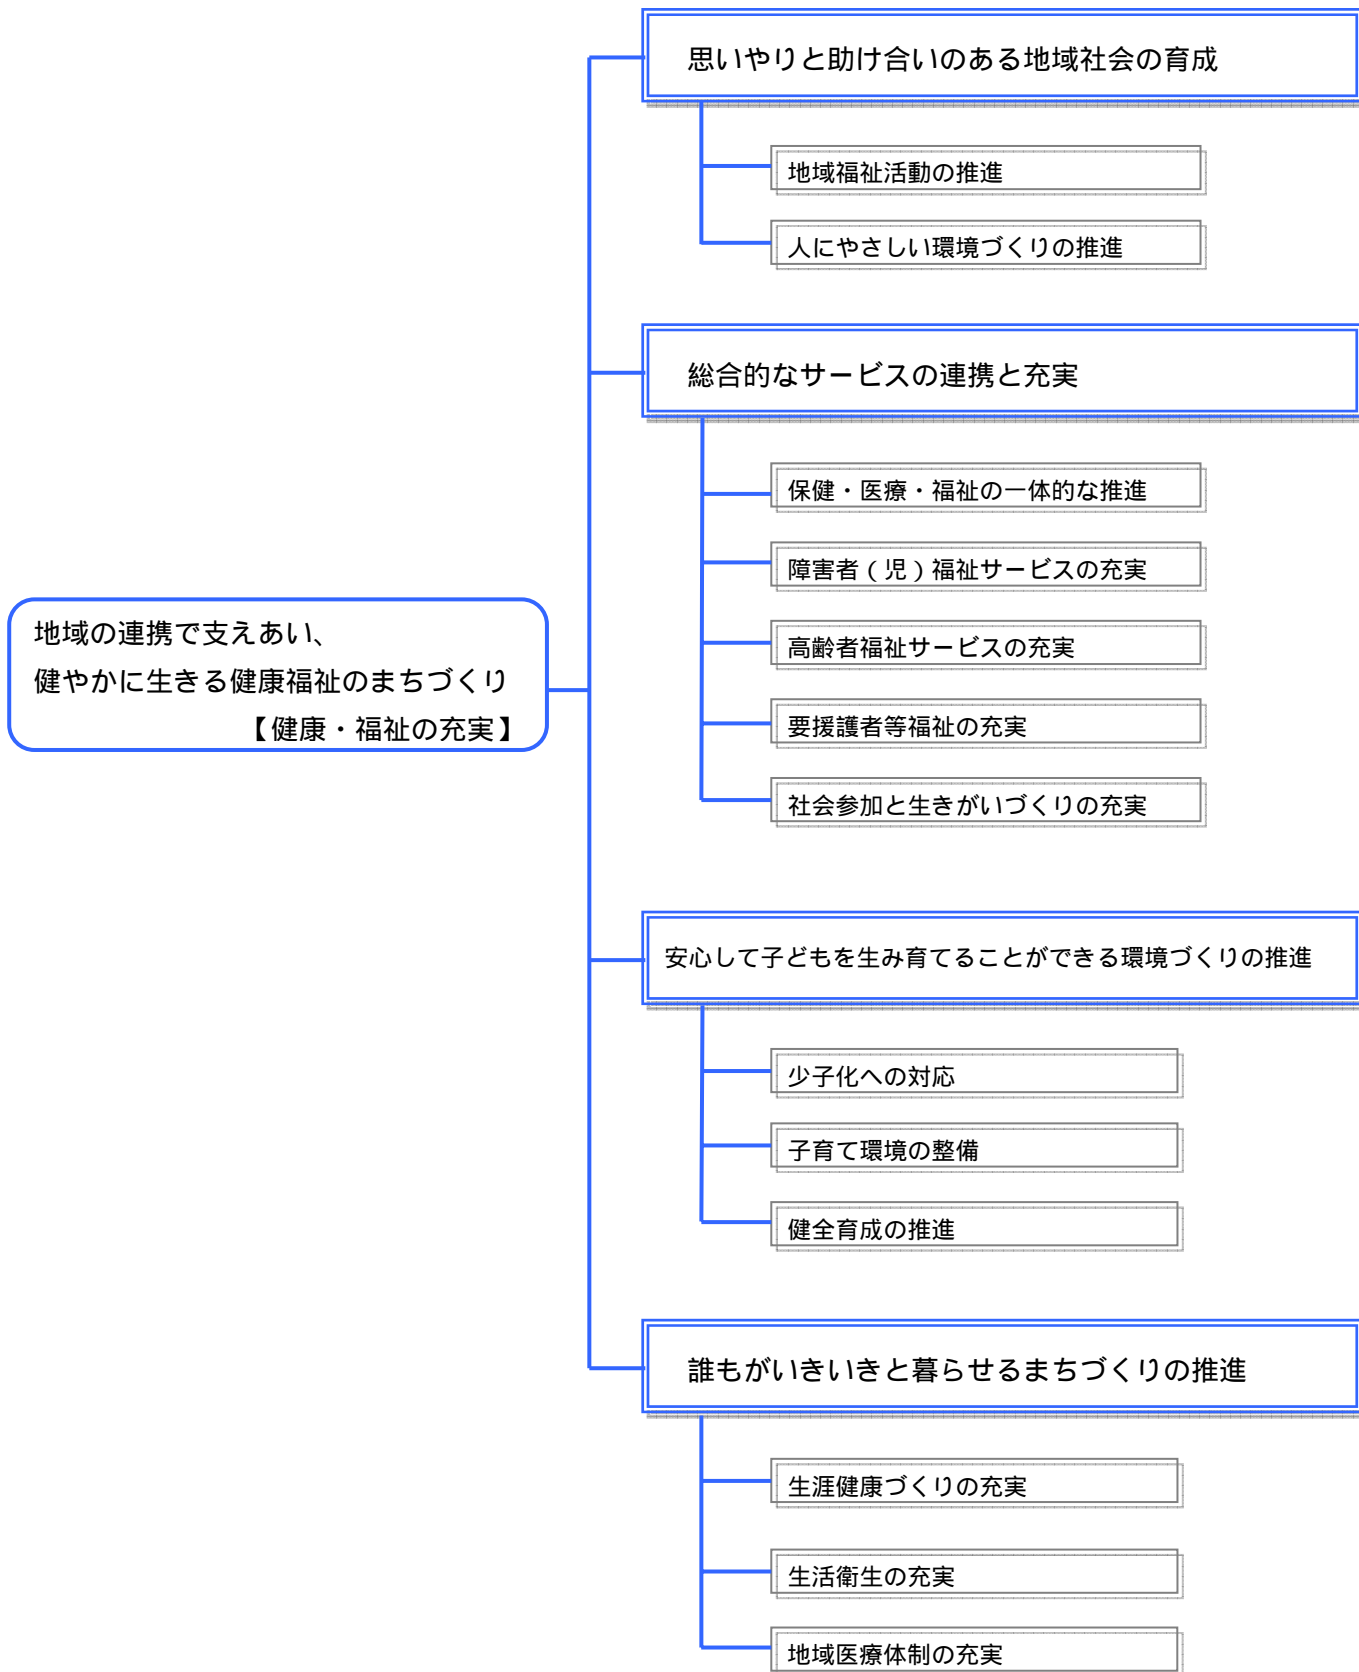 思いやりと助け合いのある地域社会の育成
地域福祉活動の推進
人にやさしい環境づくりの推進
総合的なサービスの連携と充実
保健・医療・福祉の一体的な推進
障害者（児）福祉サービスの充実
高齢者福祉サービスの充実
要援護者等福祉の充実
社会参加と生きがいづくりの充実
地域の連携で支えあい、
健やかに生きる健康福祉のまちづくり
【健康・福祉の充実】
安心して子どもを生み育てることができる環境づくりの推進
少子化への対応
子育て環境の整備
健全育成の推進
誰もがいきいきと暮らせるまちづくりの推進
生涯健康づくりの充実
生活衛生の充実
地域医療体制の充実